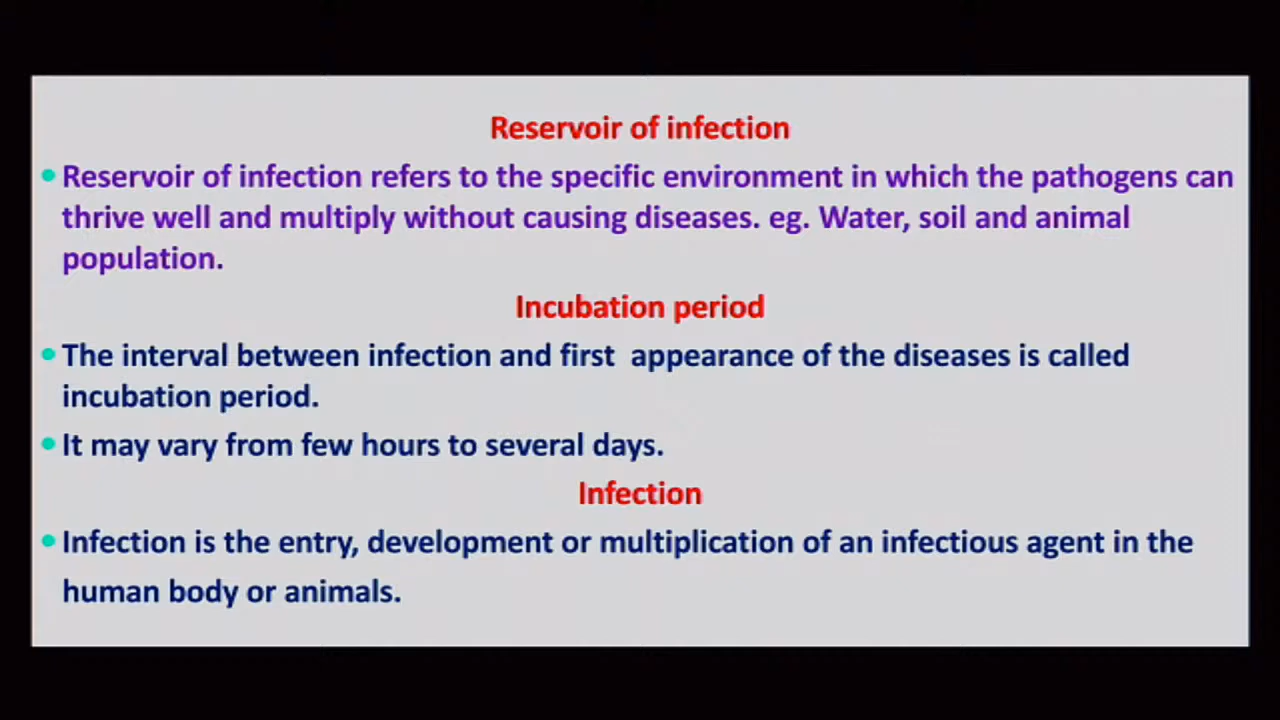 Reservoir of infection
• Reservoir of infection refers to the specific environment in which the pathogens can
thrive well and multiply without causing diseases. eg. Water, soil and animal
population.
Incubation period
• The interval between infection and first appearance of the diseases is called
incubation period.
• It may vary from few hours to several days.
Infection
• Infection is the entry, development or multiplication of an infectious agent in the
human body or animals.